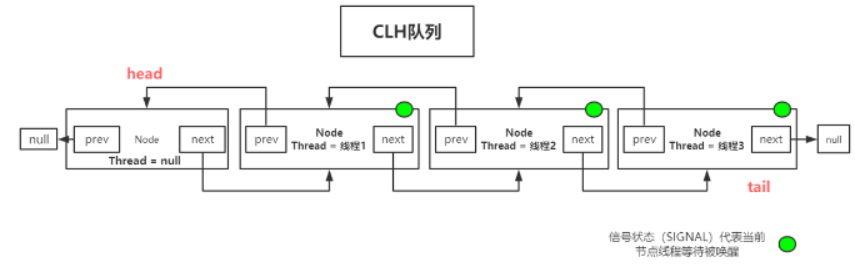 CLH队列
head
null
prev
Node
next
Thread = null
prev
Node
Thread = 线程1
next
prev
Node
Thread = 线程2
next
prev
Node
Thread = 线程3
next
null
tail
信号状态（SIGNAL）代表当前
节点线程等待被唤醒